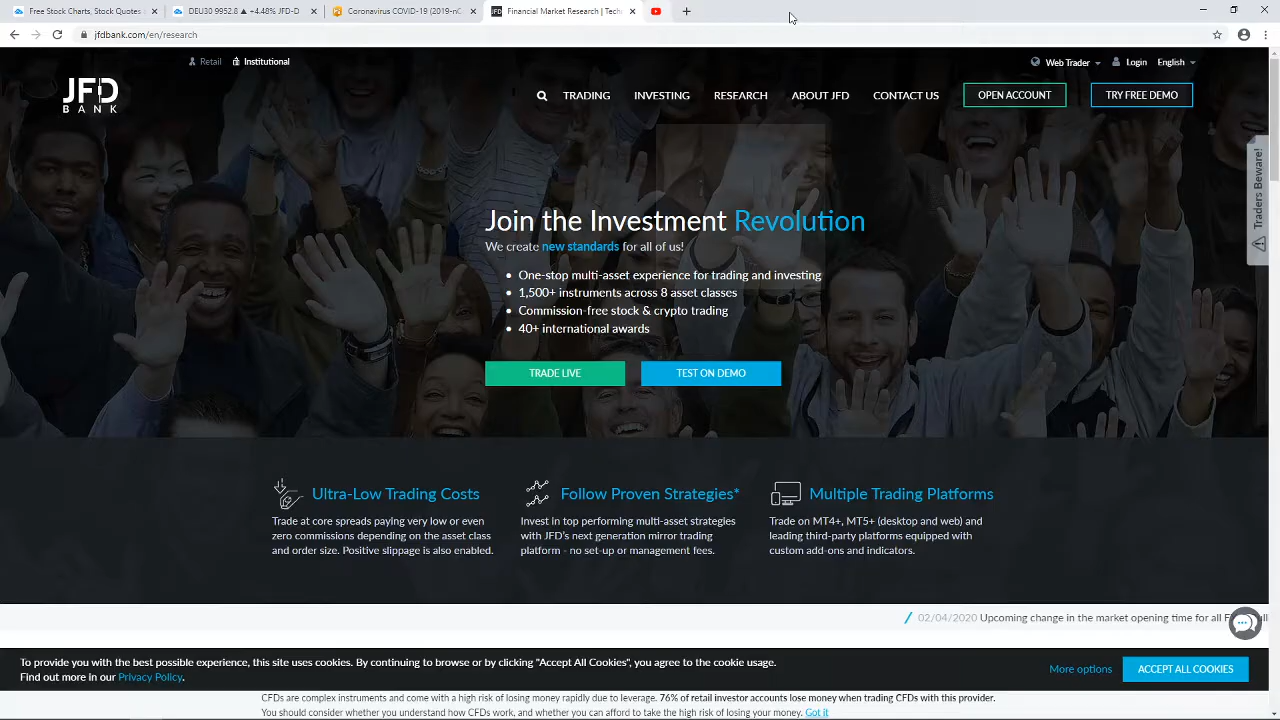 Free Stock Charts, Stock Quotes
DEU30 9952.8 ▲ +4.48% JFD-D
Coronavirus COVID-19 (2019-nC
Financial Market Research | Tech
jfdbank.com/en/research
Retail
Institutional
Web Trader
Login
English
JFD
BANK
TRADING
INVESTING
RESEARCH
ABOUT JFD
CONTACT US
OPEN ACCOUNT
TRY FREE DEMO
Traders Beware!
Join the Investment Revolution
We create new standards for all of us!
One-stop multi-asset experience for trading and investing
1,500+ instruments across 8 asset classes
Commission-free stock & crypto trading
40+ international awards
TRADE LIVE
TEST ON DEMO
Ultra-Low Trading Costs
Trade at core spreads paying very low or even
zero commissions depending on the asset class
and order size. Positive slippage is also enabled.
Follow Proven Strategies*
Invest in top performing multi-asset strategies
with JFD's next generation mirror trading
platform - no set-up or management fees.
Multiple Trading Platforms
Trade on MT4+, MT5+ (desktop and web) and
leading third-party platforms equipped with
custom add-ons and indicators.
02/04/2020 Upcoming change in the market opening time for all
To provide you with the best possible experience, this site uses cookies. By continuing to browse or by clicking "Accept All Cookies", you agree to the cookie usage.
Find out more in our Privacy Policy.
More options
ACCEPT ALL COOKIES
CFDs are complex instruments and come with a high risk of losing money rapidly due to leverage. 76% of retail investor accounts lose money when trading CFDs with this provider.
You should consider whether you understand how CFDs work, and whether you can afford to take the high risk of losing your money. Got it